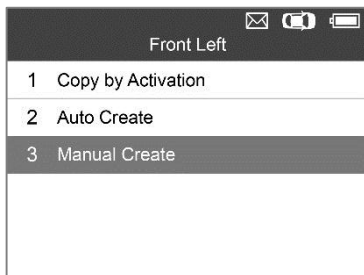 Front Left
1 Copy by Activation
2 Auto Create
3 Manual Create